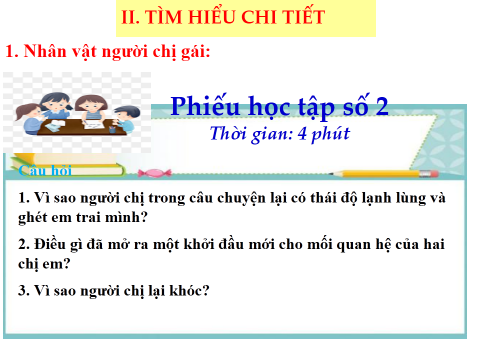 II. TÌM HIỂU CHI TIẾT
1. Nhân vật người chị gái:
Phiếu học tập số 2
Thời gian: 4 phút
Câu hỏi
1. Vì sao người chị trong câu chuyện lại có thái độ lạnh lùng và
ghét em trai mình?
2. Điều gì đã mở ra một khởi đầu mới cho mối quan hệ của hai
chị em?
3. Vì sao người chị lại khóc?